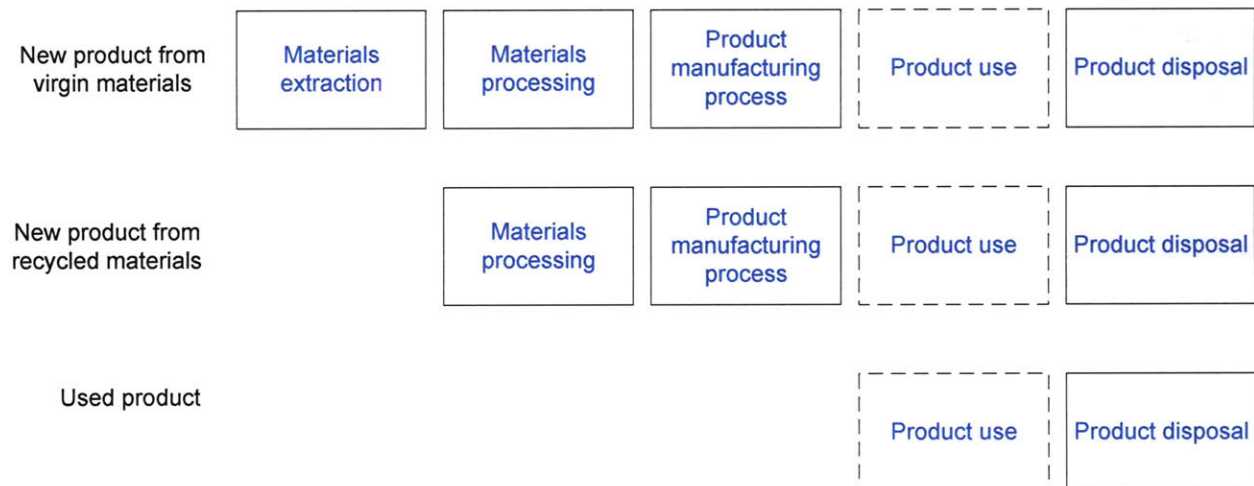 New product from
virgin materials
Materials
extraction
Materials
processing
Product
manufacturing
process
Product use
Product disposal
New product from
recycled materials
Materials
processing
Product
manufacturing
process
Product use
Product disposal
Used product
Product use
Product disposal